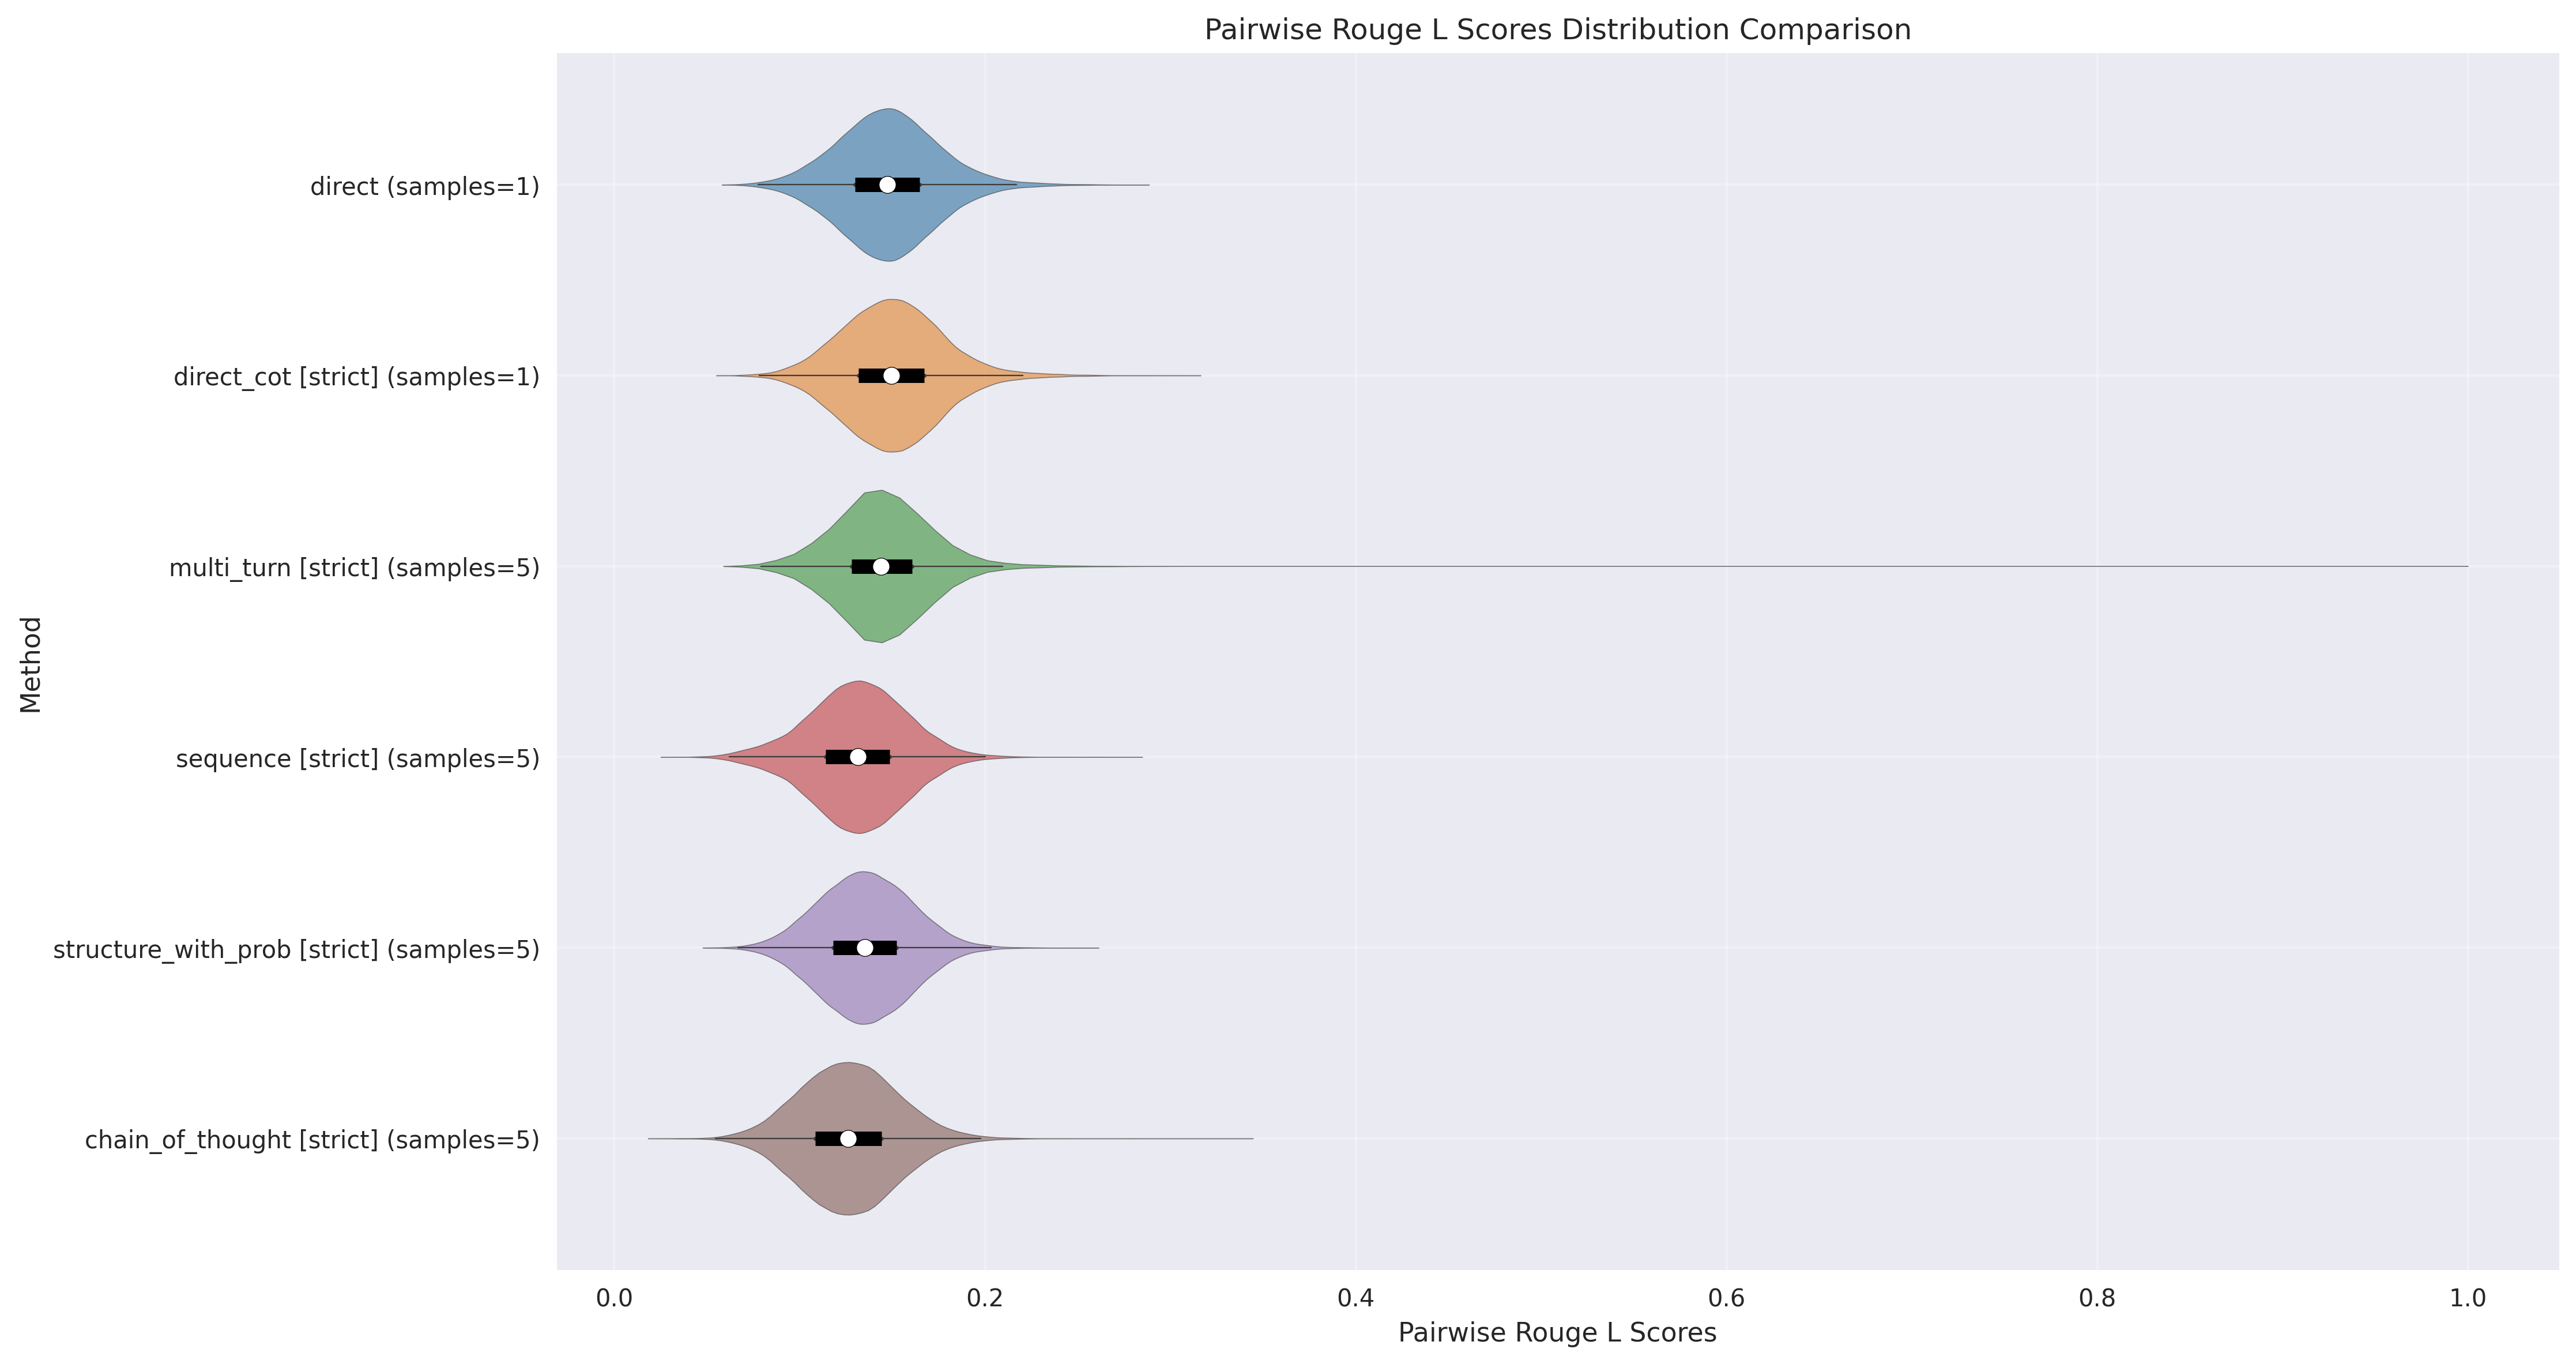 Pairwise Rouge L Scores Distribution Comparison
Method
direct (samples=1)
direct_cot [strict] (samples=1)
multi_turn [strict] (samples=5)
sequence [strict] (samples=5)
structure_with_prob [strict] (samples=5)
chain_of_thought [strict] (samples=5)
0.0 0.2 0.4 0.6 0.8 1.0
Pairwise Rouge L Scores